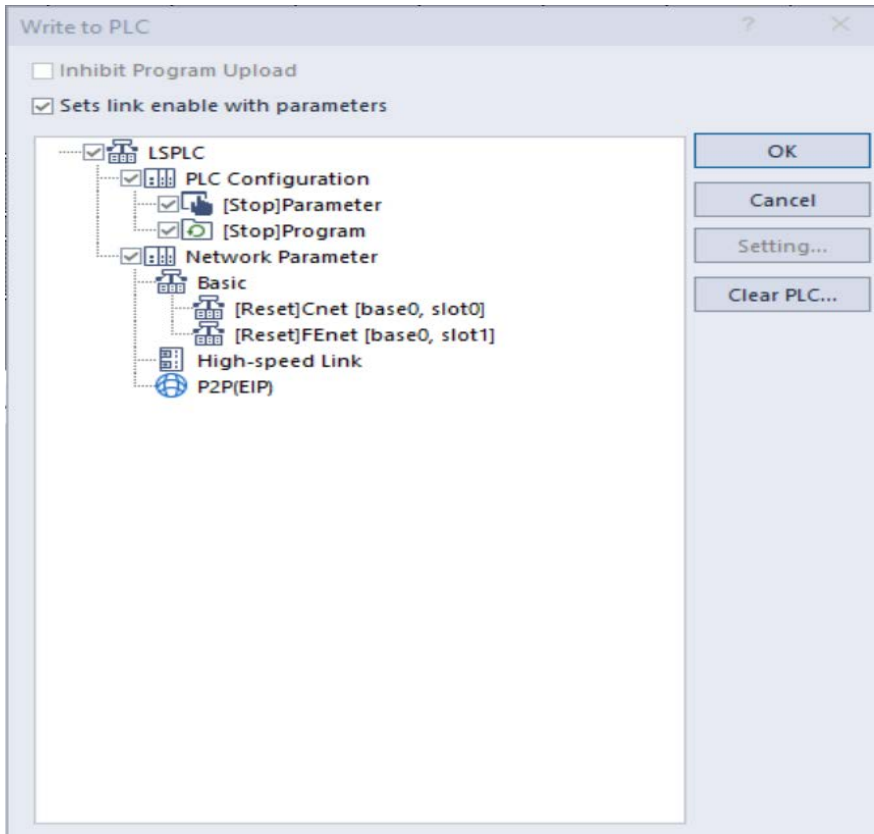 Write to PLC
Inhibit Program Upload
Sets link enable with parameters
LSPLC
PLC Configuration
[Stop]Parameter
[Stop]Program
Network Parameter
Basic
[Reset]Cnet [base0, slot0]
[Reset]FEnet [base0, slot1]
High-speed Link
P2P(EIP)
OK
Cancel
Setting...
Clear PLC...